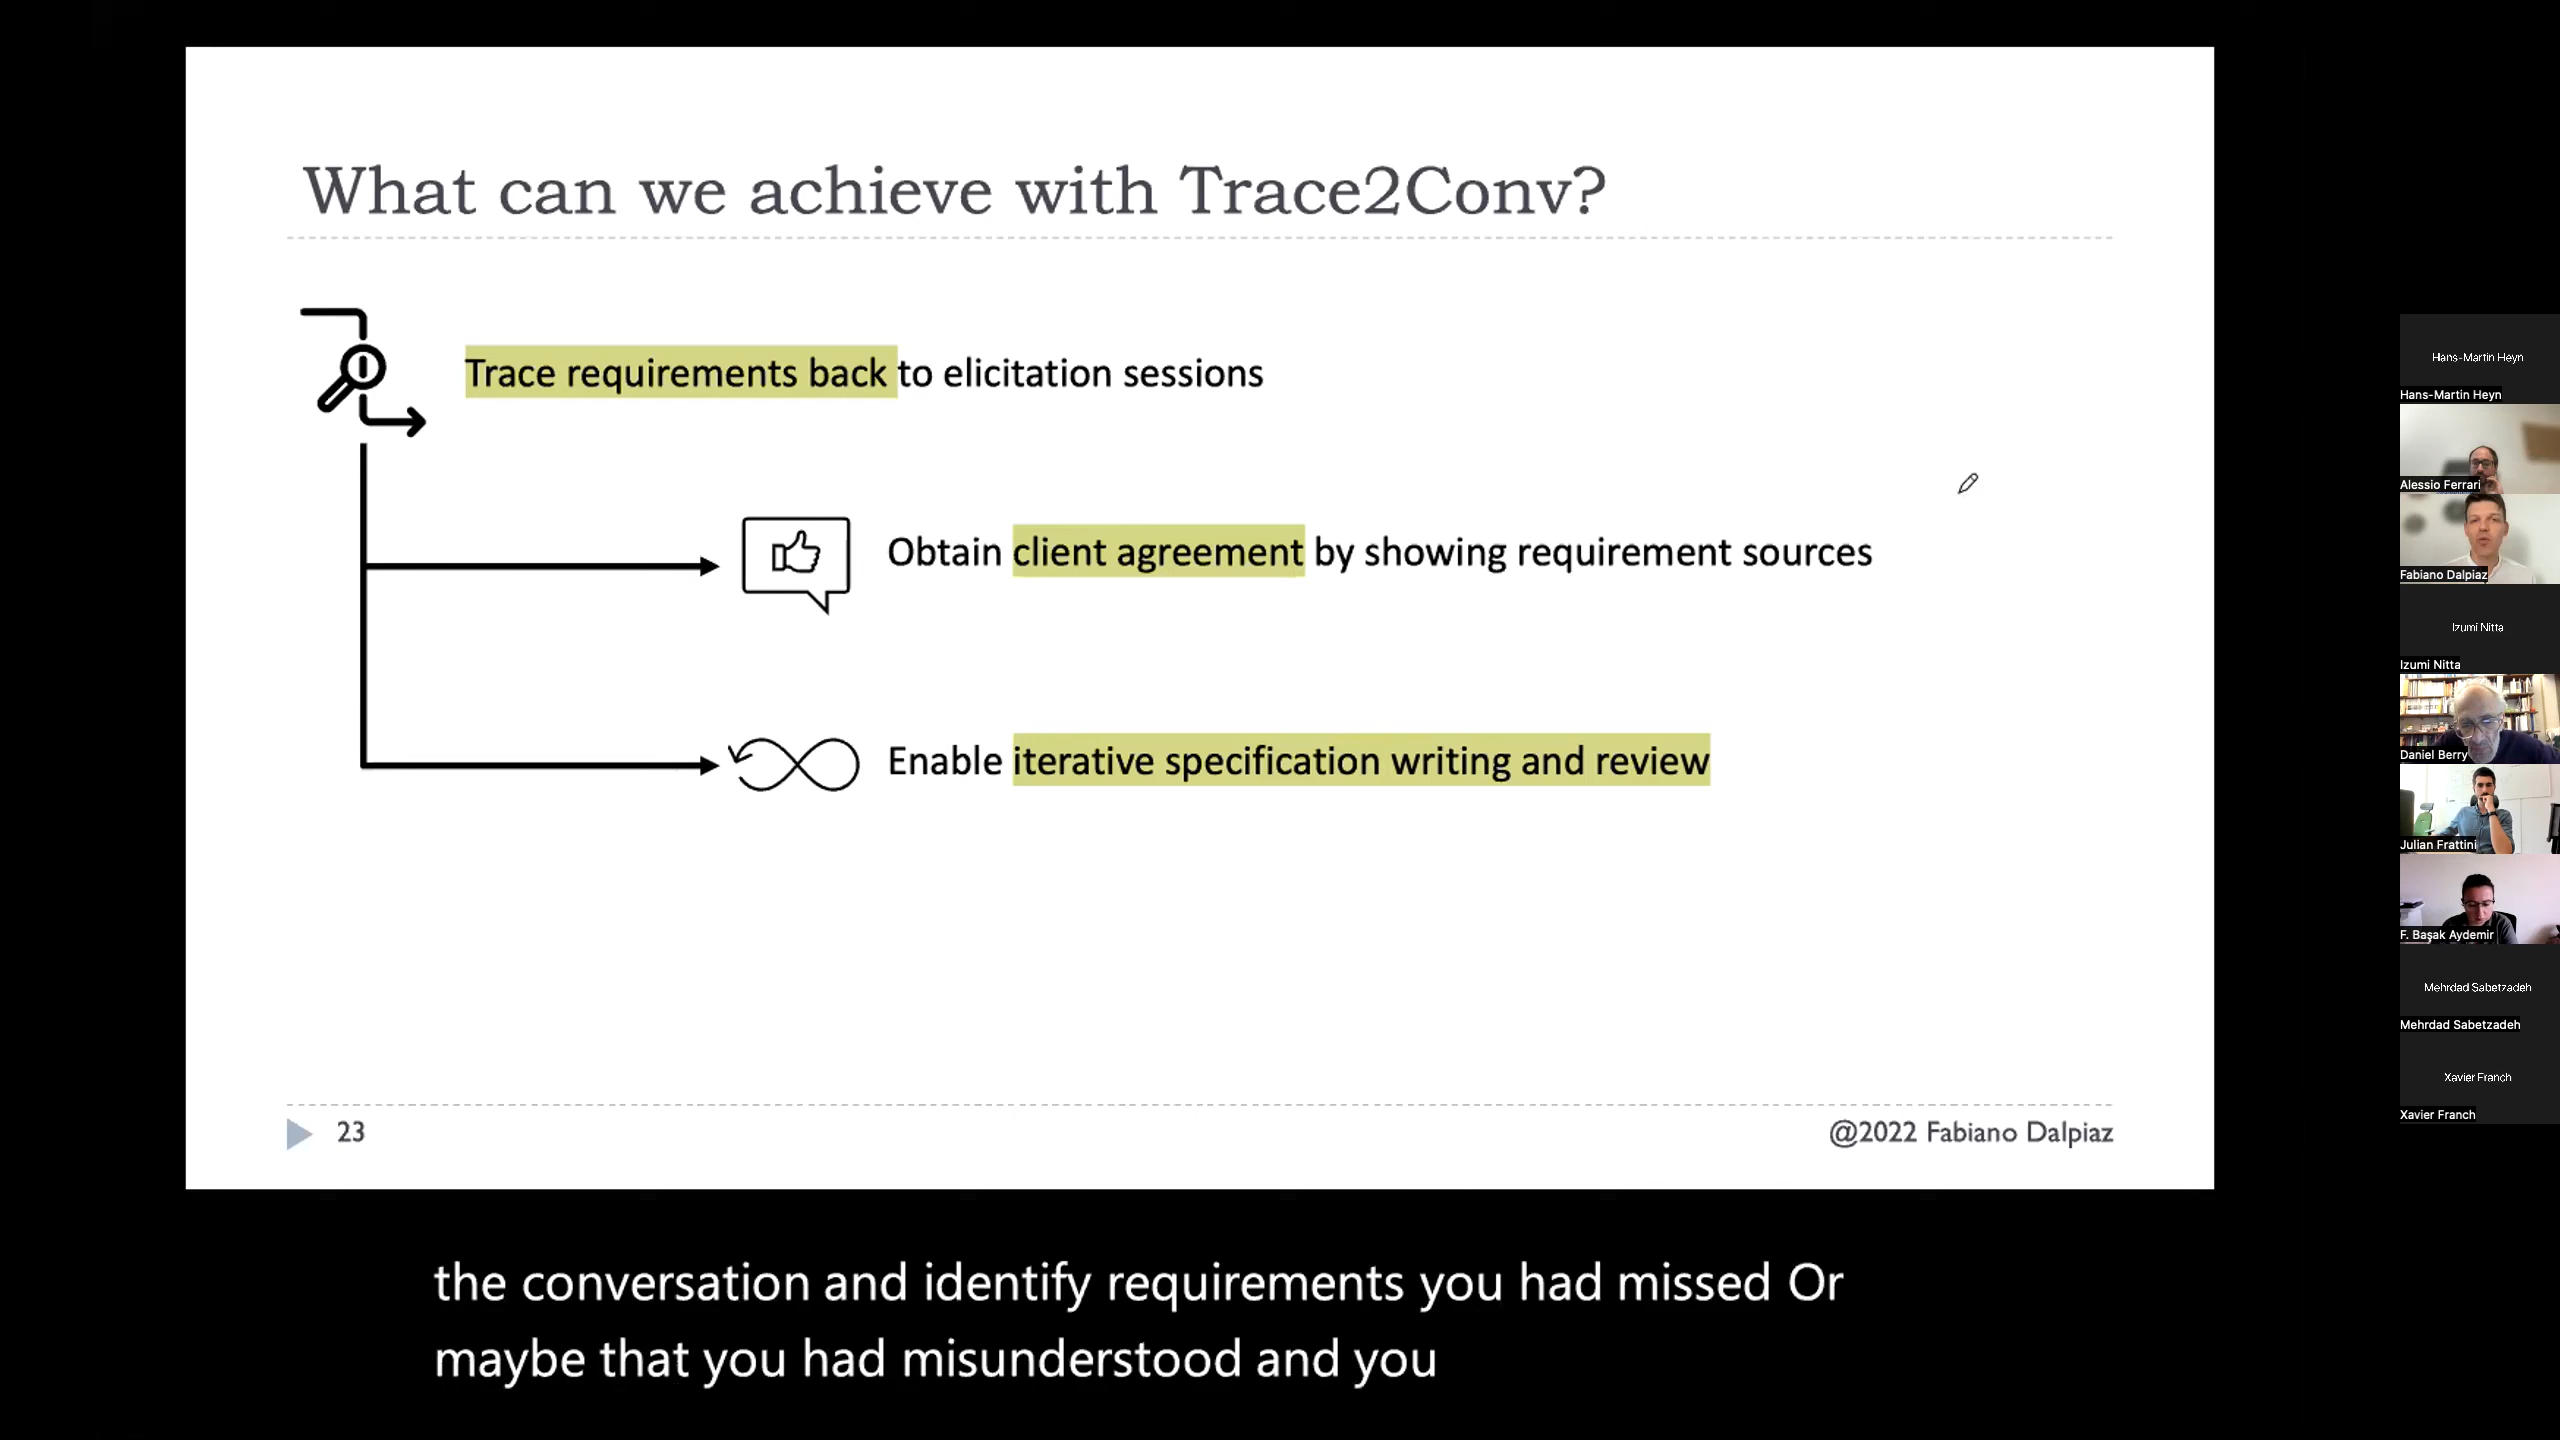 What can we achieve with Trace2Conv?
Trace requirements back to elicitation sessions
Obtain client agreement by showing requirement sources
Enable iterative specification writing and review
23
@2022 Fabiano Dalpiaz
Hans-Martin Heyn
Hans-Martin Heyn
Alessio Ferrari
Fabiano Dalpiaz
Izumi Nitta
Izumi Nitta
Daniel Berry
Julian Frattini
F. Başak Aydemir
Mehrdad Sabetzadeh
Mehrdad Sabetzadeh
Xavier Franch
Xavier Franch
the conversation and identify requirements you had missed Or
maybe that you had misunderstood and you